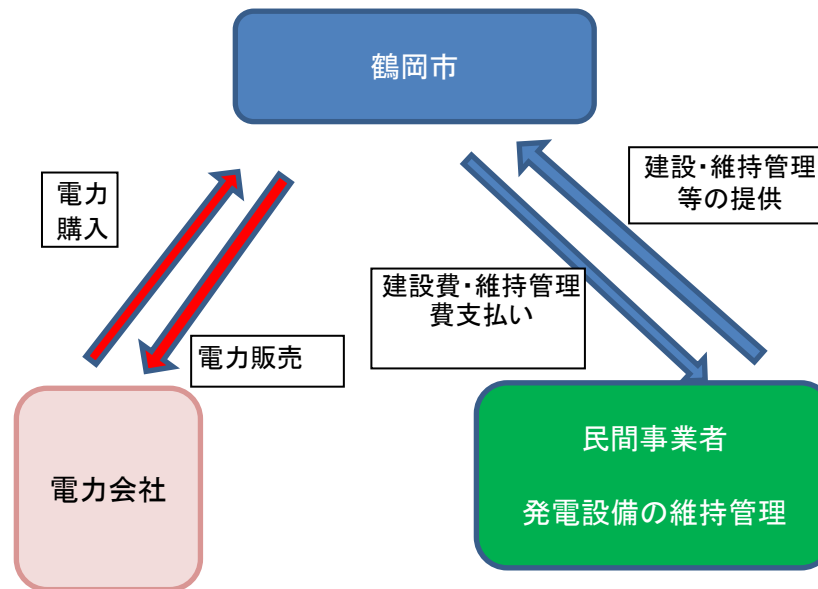 鶴岡市
電力
購入
建設・維持管理
等の提供
建設費・維持管理
費支払い
電力販売
電力会社
民間事業者
発電設備の維持管理